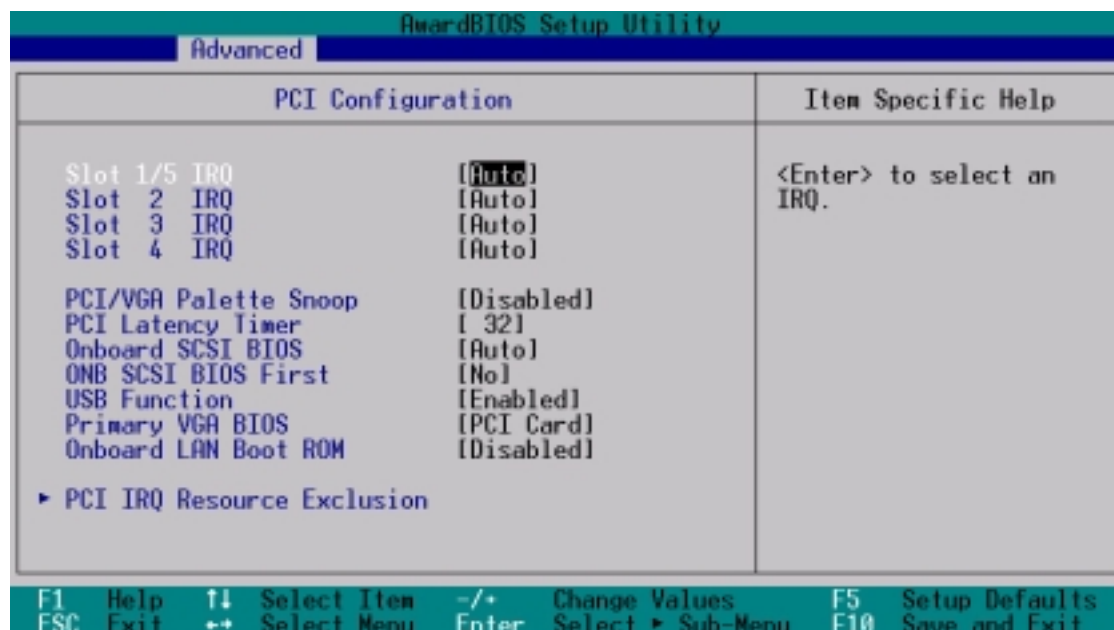 AwardBIOS Setup Utility
Advanced
PCI Configuration
Item Specific Help
Slot 1/5 IRQ [Auto]
Slot 2 IRQ [Auto]
Slot 3 IRQ [Auto]
Slot 4 IRQ [Auto]
PCI/VGA Palette Snoop [Disabled]
PCI Latency Timer [ 32]
Onboard SCSI BIOS [Auto]
ONB SCSI BIOS First [No]
USB Function [Enabled]
Primary VGA BIOS [PCI Card]
Onboard LAN Boot ROM [Disabled]
▸ PCI IRQ Resource Exclusion
<Enter> to select an
IRQ.
F1 Help ↑↓ Select Item -/+ Change Values F5 Setup Defaults
ESC Exit ←→ Select Menu Enter Select ▸ Sub-Menu F10 Save and Exit